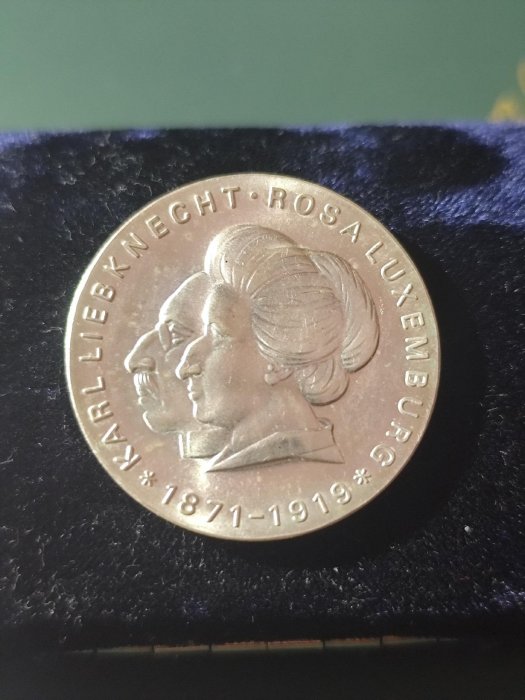 KARL LIEBKNECHT · ROSA LUXEMBURG
* 1871-1919 *